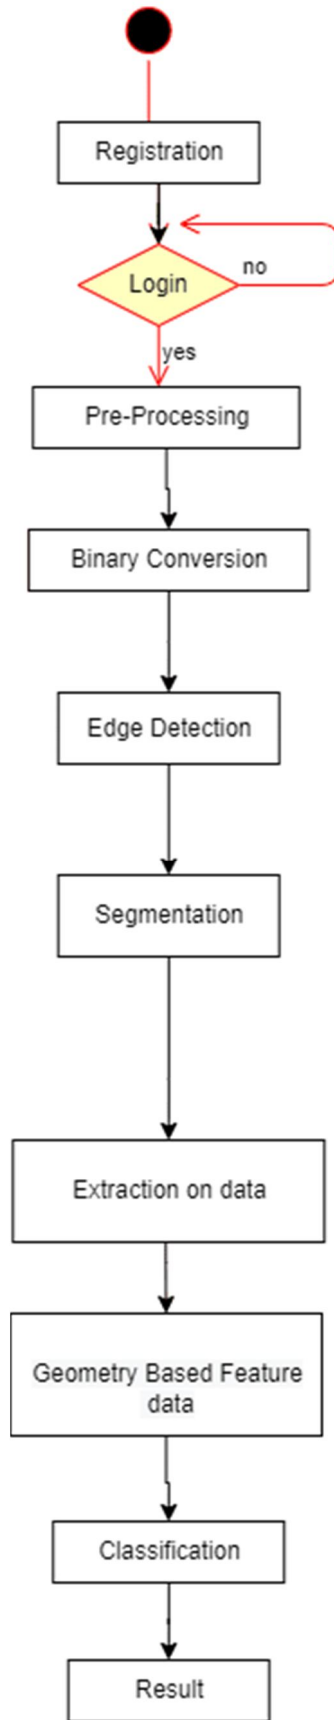 Registration
Login
no
yes
Pre-Processing
Binary Conversion
Edge Detection
Segmentation
Extraction on data
Geometry Based Feature
data
Classification
Result